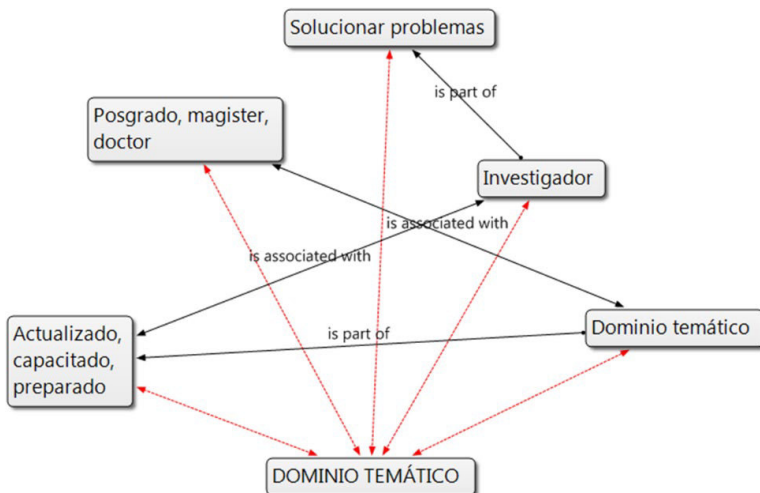 Solucionar problemas
is part of
Posgrado, magister,
doctor
Investigador
is associated with
is associated with
Dominio temático
is part of
Actualizado,
capacitado,
preparado
DOMINIO TEMÁTICO